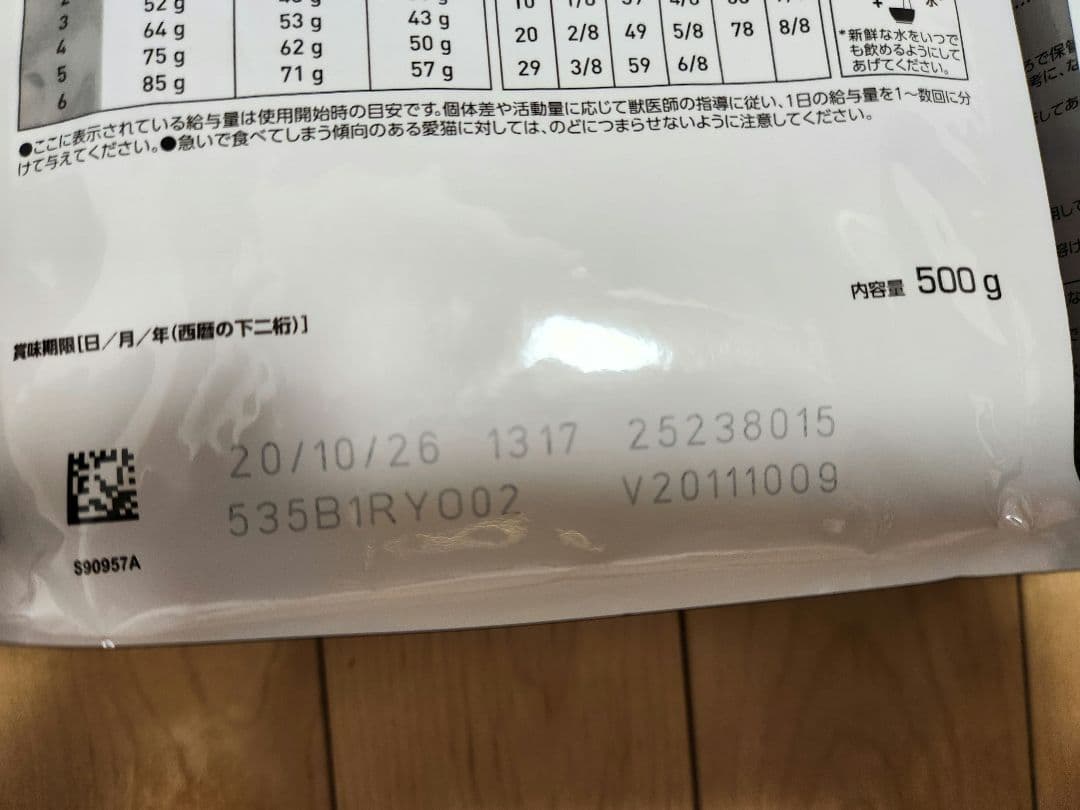 3 64 g 53 g 43 g
4 75 g 62 g 50 g
5 85 g 71 g 57 g
6
20 2/8 49 5/8 78 8/8
29 3/8 59 6/8
*新鮮な水をいつで
も飲めるようにして
あげてください。
●ここに表示されている給与量は使用開始時の目安です。個体差や活動量に応じて獣医師の指導に従い、1日の給与量を1～数回に分
けて与えてください。●急いで食べてしまう傾向のある愛猫に対しては、のどにつまらせないように注意してください。
内容量 500 g
賞味期限[日/月/年(西暦の下二桁)]
20/10/26 1317 25238015
535B1RY002 V20111009
S90957A